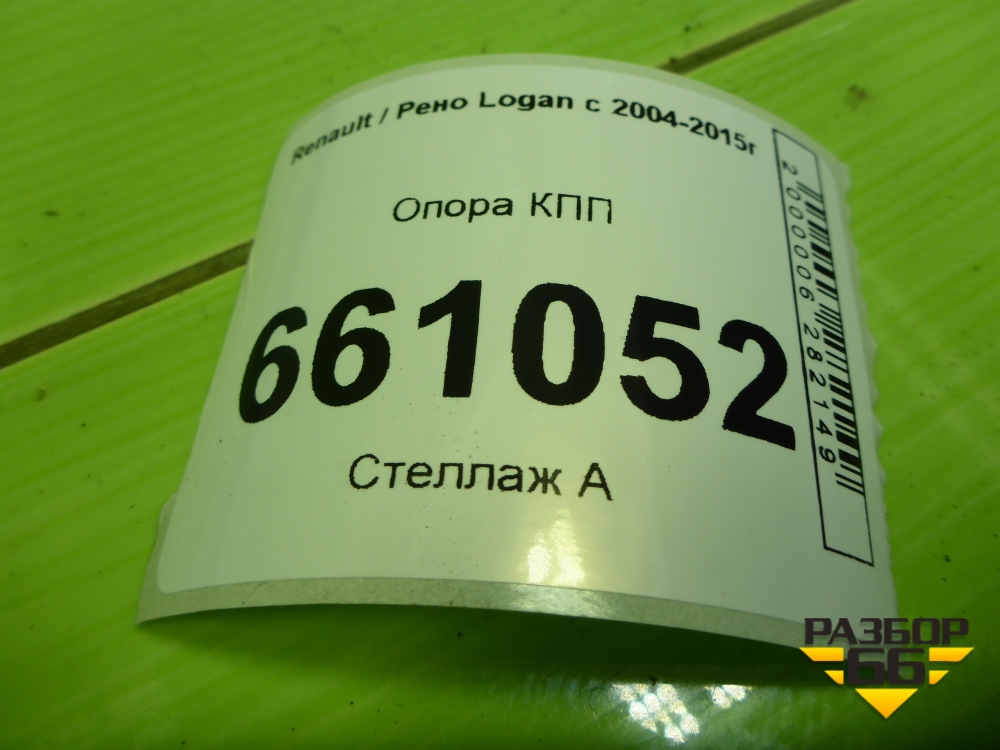 Renault / Рено Logan с 2004-2015г
Опора КПП
661052
Стеллаж А
2000006282149
РАЗБОР
66